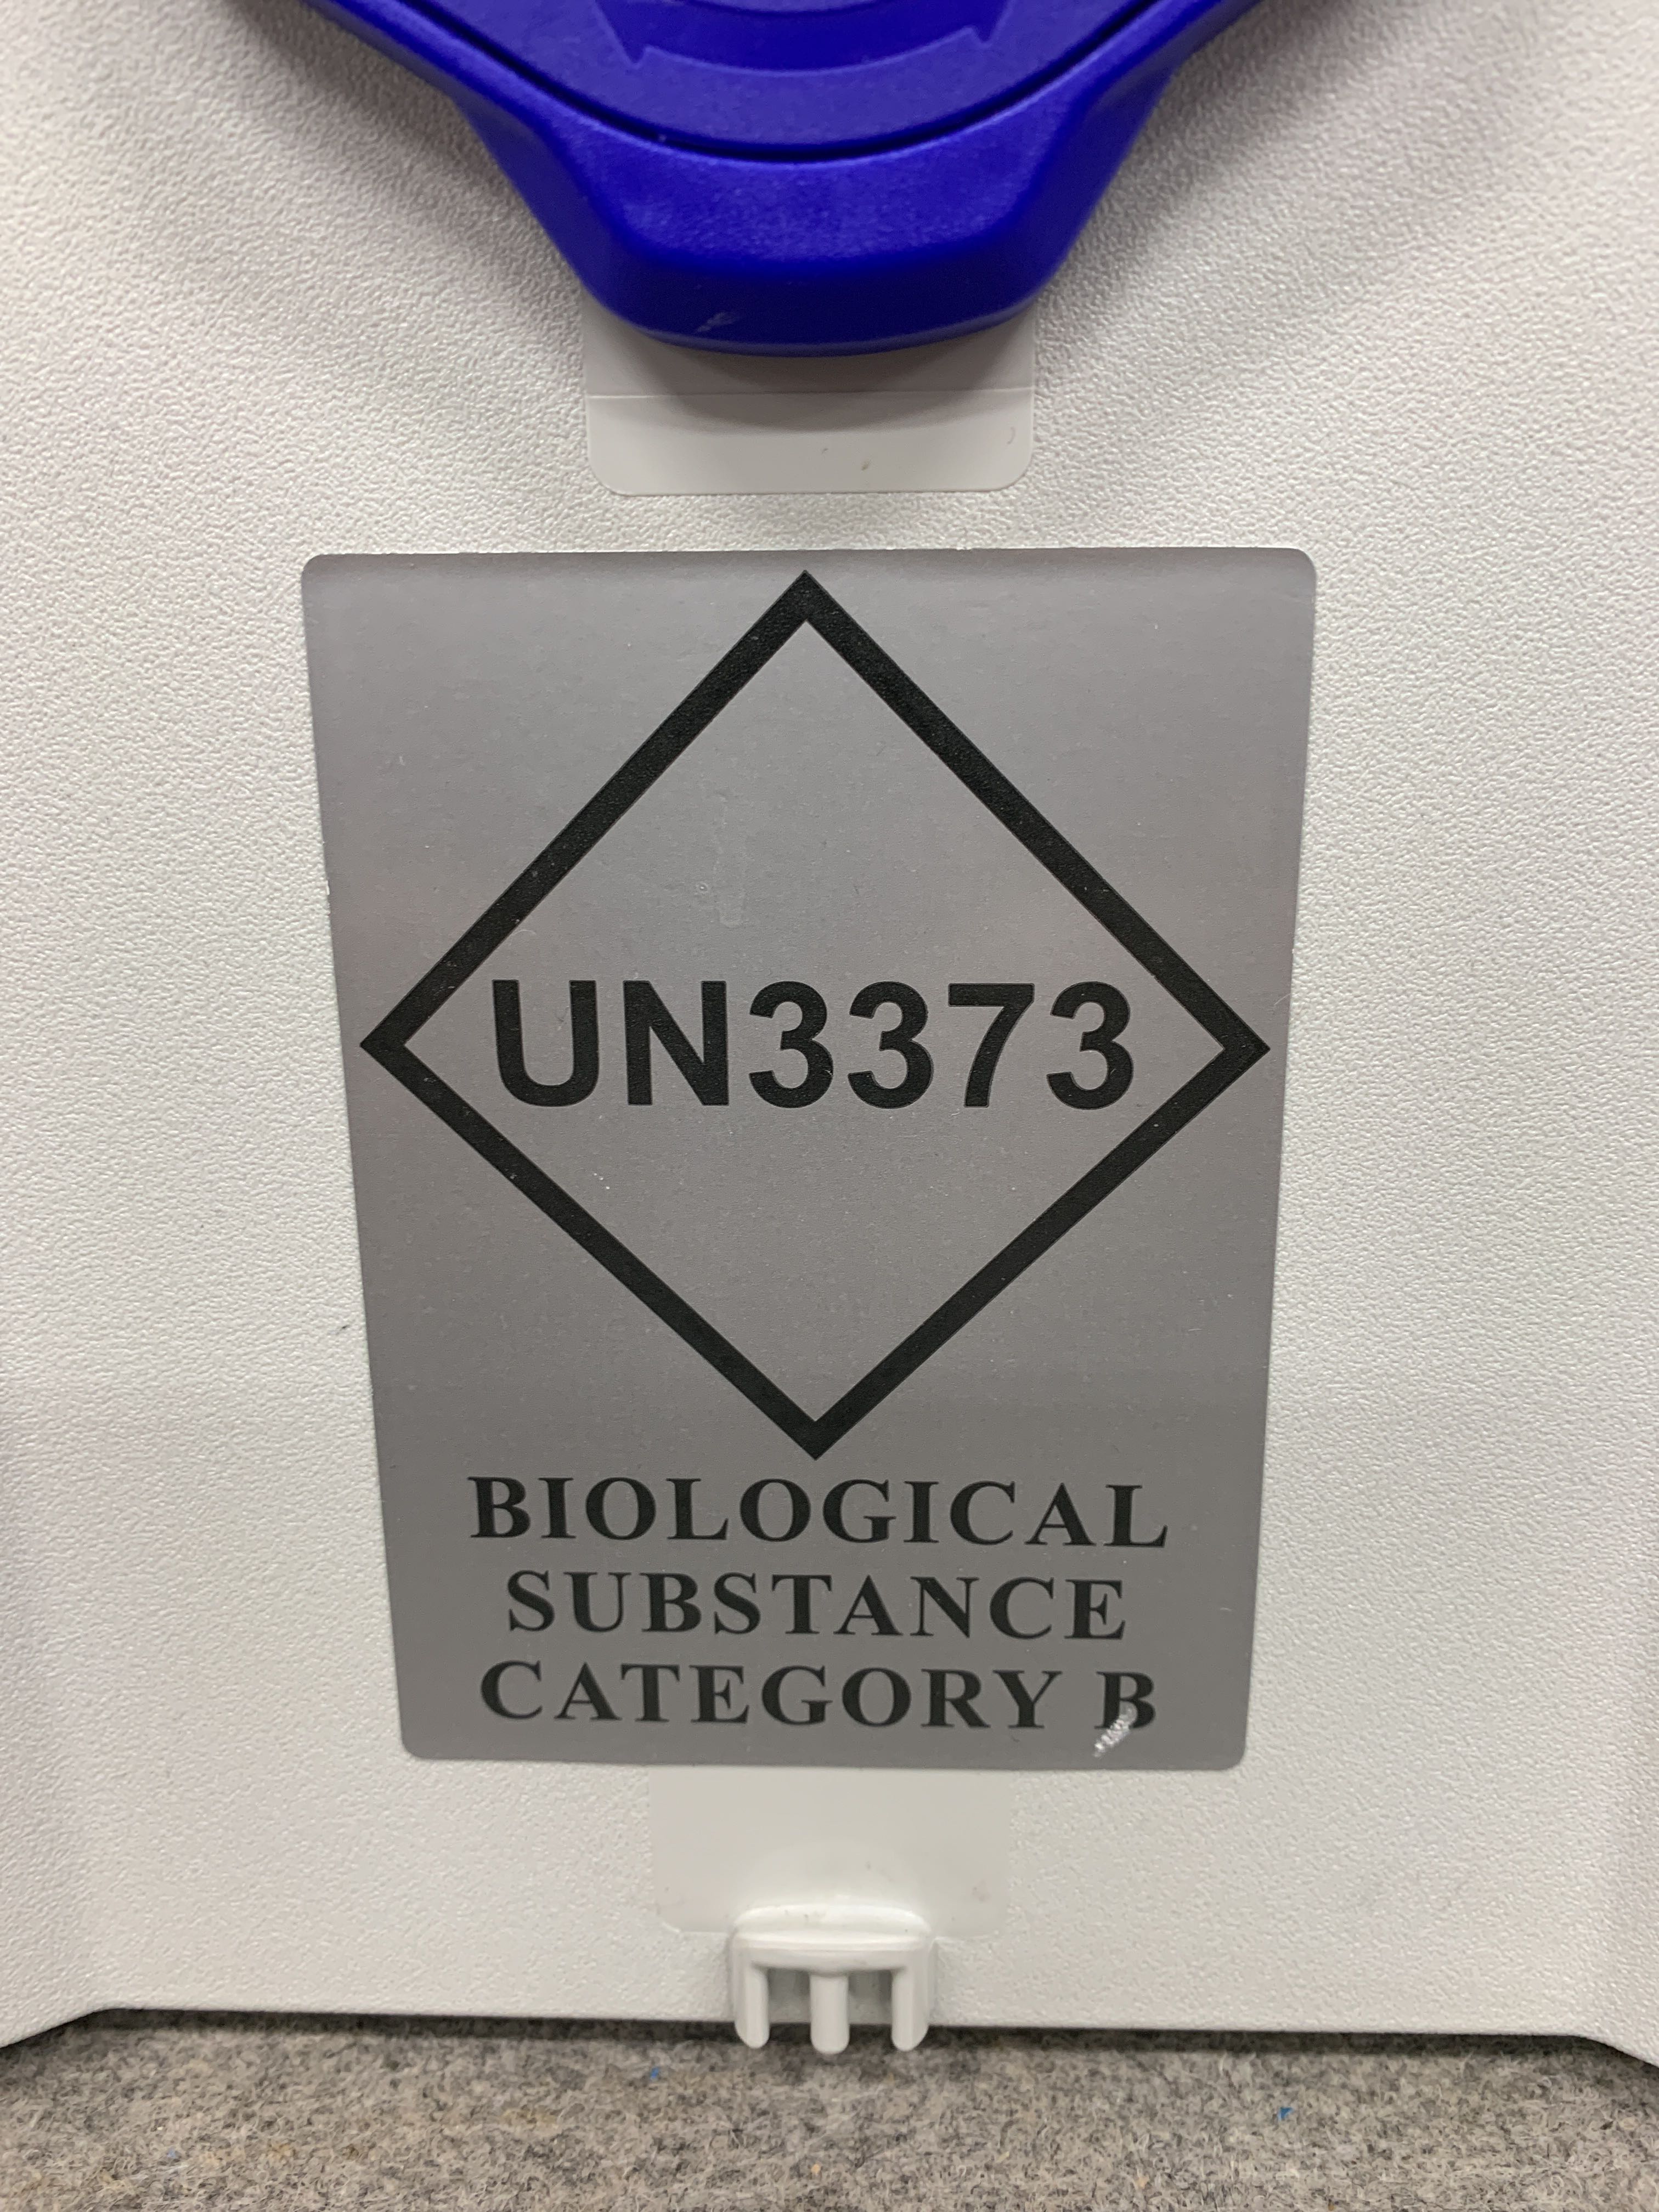 UN3373
BIOLOGICAL
SUBSTANCE
CATEGORY B